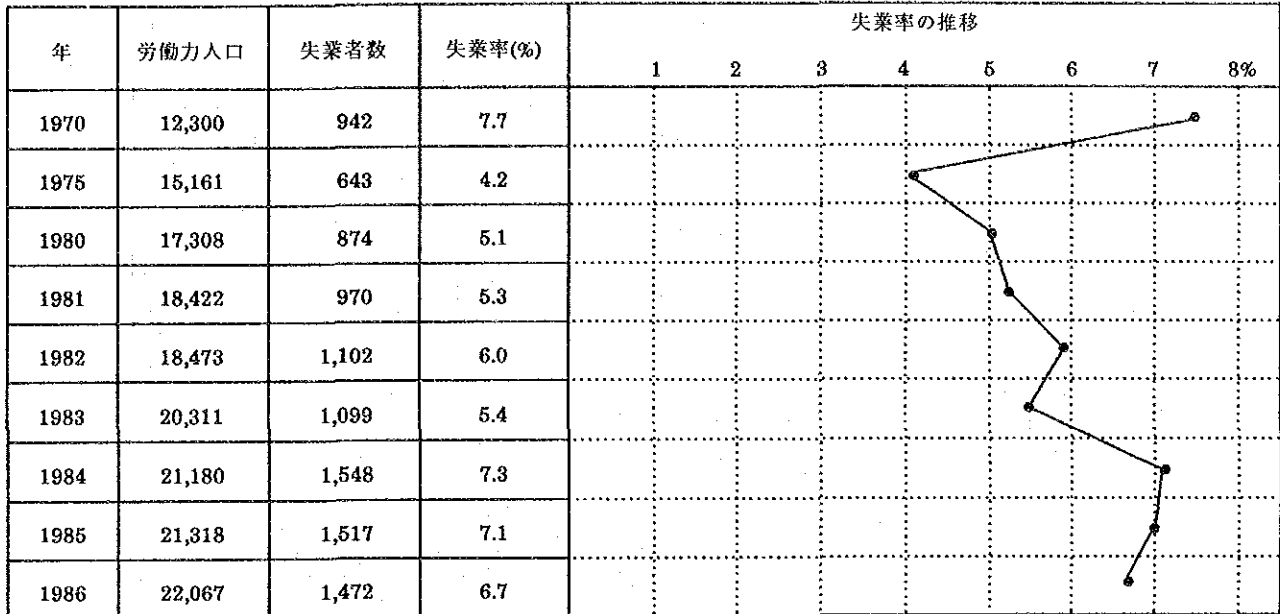 失業率の推移
年 労働力人口 失業者数 失業率(%)
1 2 3 4 5 6 7 8%
1970 12,300 942 7.7
1975 15,161 643 4.2
1980 17,308 874 5.1
1981 18,422 970 5.3
1982 18,473 1,102 6.0
1983 20,311 1,099 5.4
1984 21,180 1,548 7.3
1985 21,318 1,517 7.1
1986 22,067 1,472 6.7